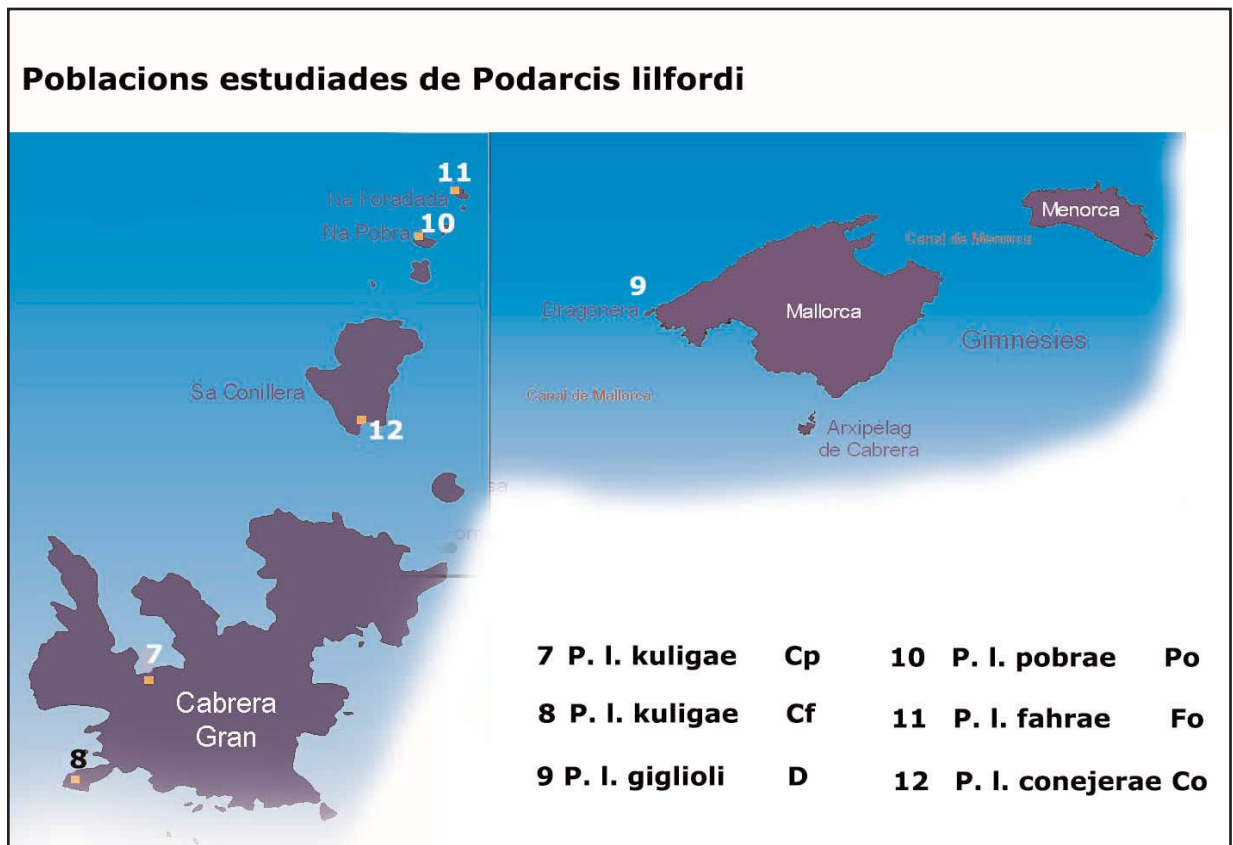 Poblacions estudiades de Podarcis lilfordi
11
Na Foradada
10
Na Pobra
Sa Conillera
12
7
Cabrera
Gran
8
Menorca
Canal de Menorca
9
Dragonera
Mallorca
Gimnèsies
Canal de Mallorca
Arxipélag
de Cabrera
7 P. l. kuligae Cp
8 P. l. kuligae Cf
9 P. l. giglioli D
10 P. l. pobrae Po
11 P. l. fahrae Fo
12 P. l. conejerae Co